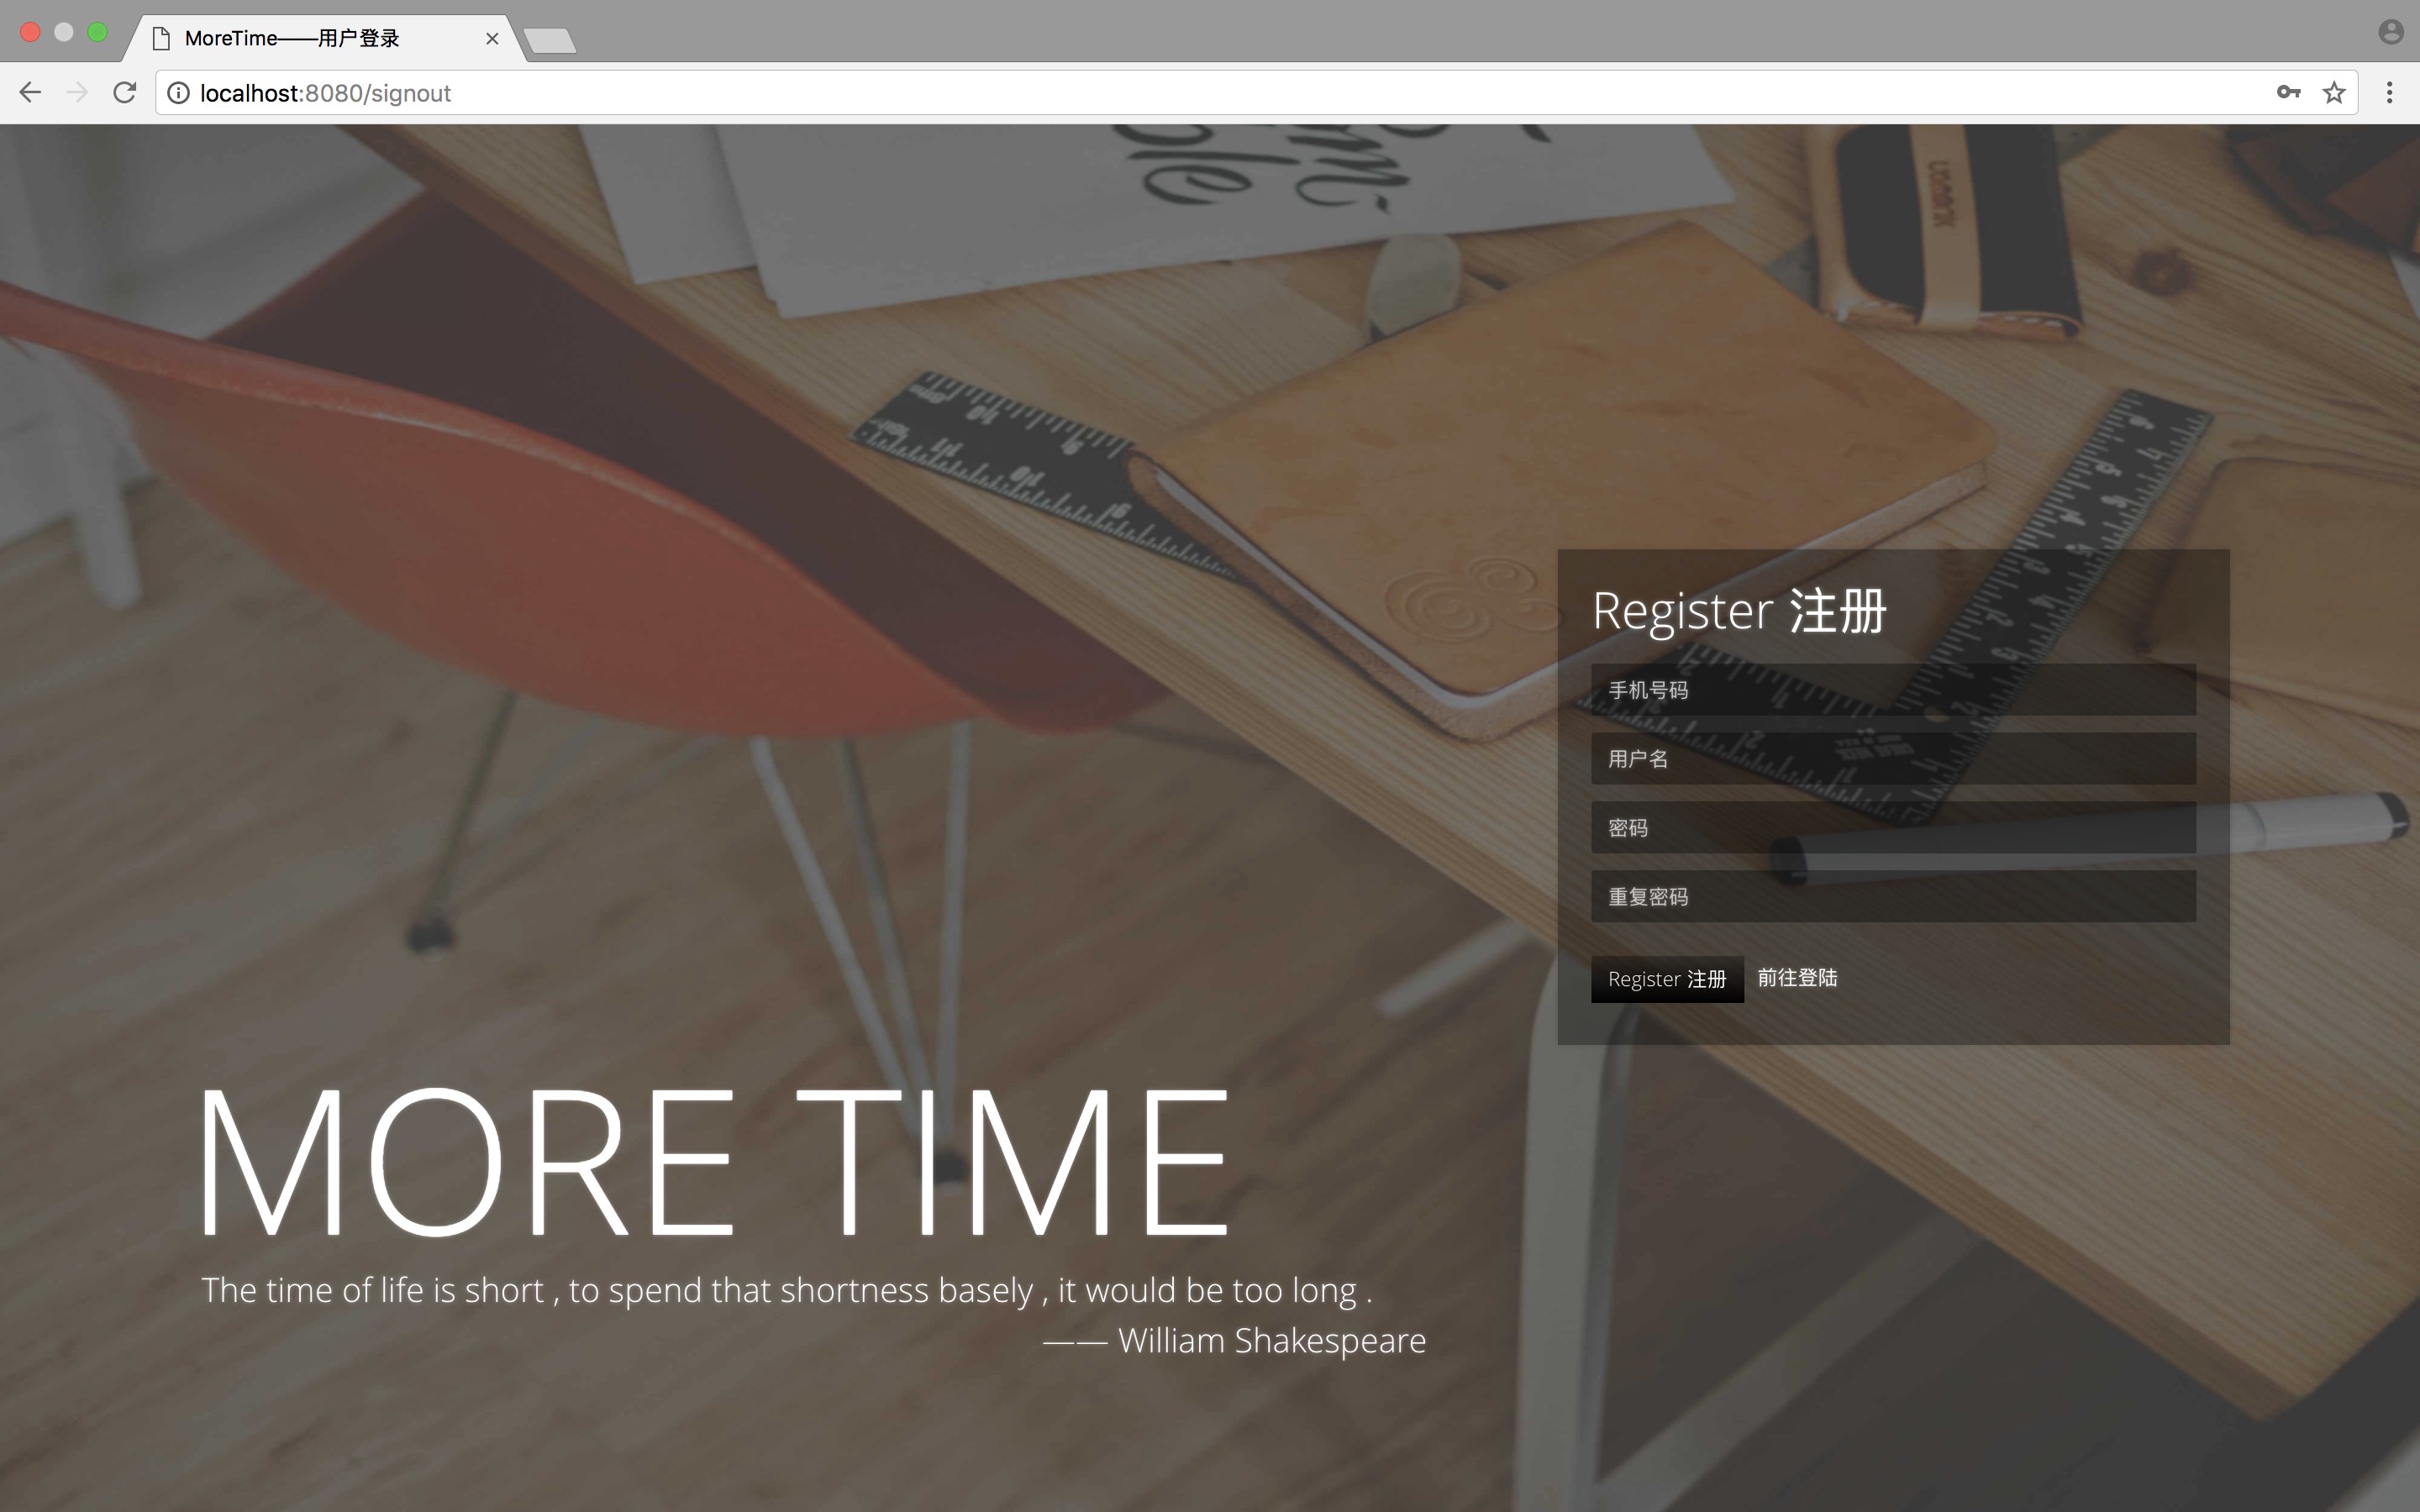 MoreTime——用户登录
localhost:8080/signout
Register 注册
手机号码
用户名
密码
重复密码
Register 注册 前往登陆
MORE TIME
The time of life is short , to spend that shortness basely , it would be too long .
—— William Shakespeare